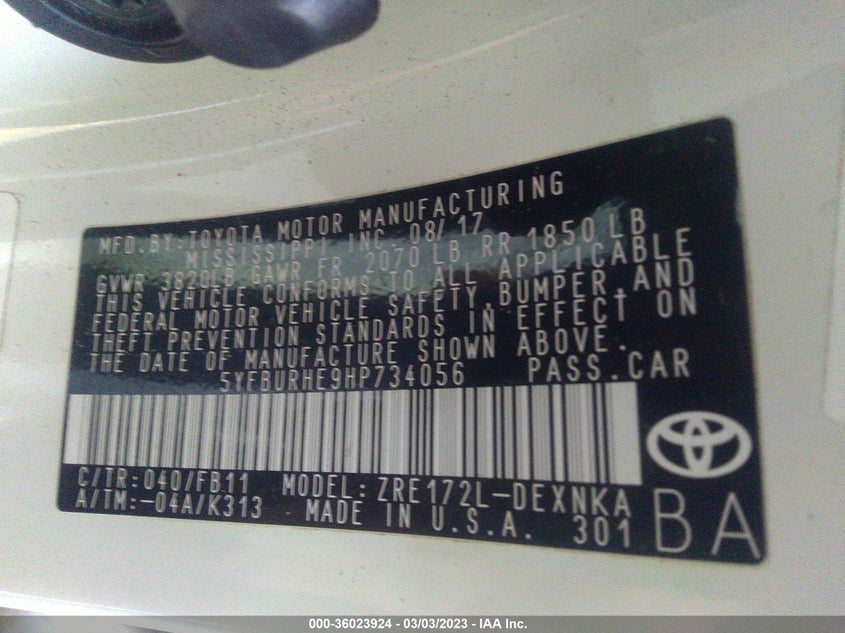 MFD.BY:TOYOTA MOTOR MANUFACTURING
MISSISSIPPI INC. 08/17
GVWR 3820LB GAWR FR 2070 LB RR 1850 LB
THIS VEHICLE CONFORMS TO ALL APPLICABLE
FEDERAL MOTOR VEHICLE SAFETY,BUMPER,AND
THEFT PREVENTION STANDARDS IN EFFECT ON
THE DATE OF MANUFACTURE SHOWN ABOVE.
5YFBURHE9HP734056 PASS.CAR
C/TR:040/FB11 MODEL:ZRE172L-DEXNKA
A/TM:-04A/K313 MADE IN U.S.A. 301
BA
000-36023924 — 03/03/2023 — IAA Inc.